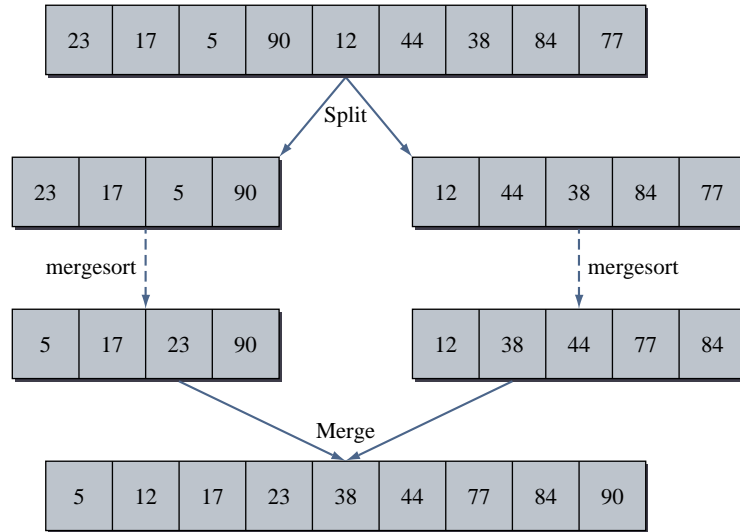 23 17 5 90 12 44 38 84 77
Split
23 17 5 90
12 44 38 84 77
mergesort
mergesort
5 17 23 90
12 38 44 77 84
Merge
5 12 17 23 38 44 77 84 90